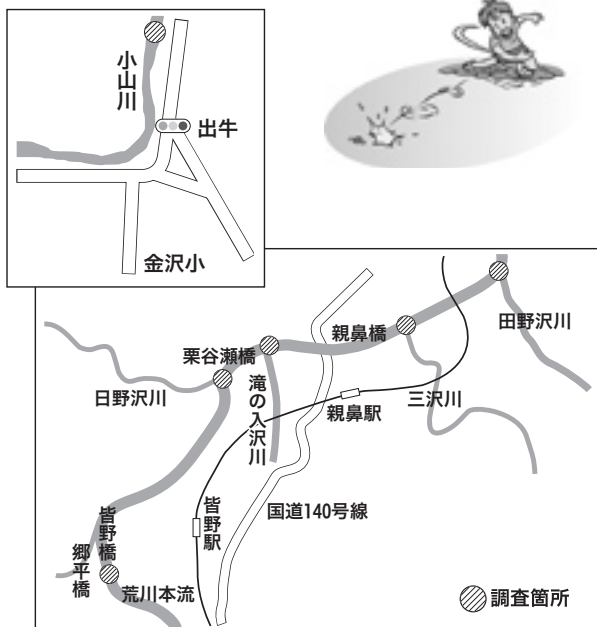 小山川
出牛
金沢小
親鼻橋
田野沢川
栗谷瀬橋
日野沢川
滝の入沢川
親鼻駅
三沢川
皆野駅
国道140号線
皆野橋
郷平橋
荒川本流
調査箇所